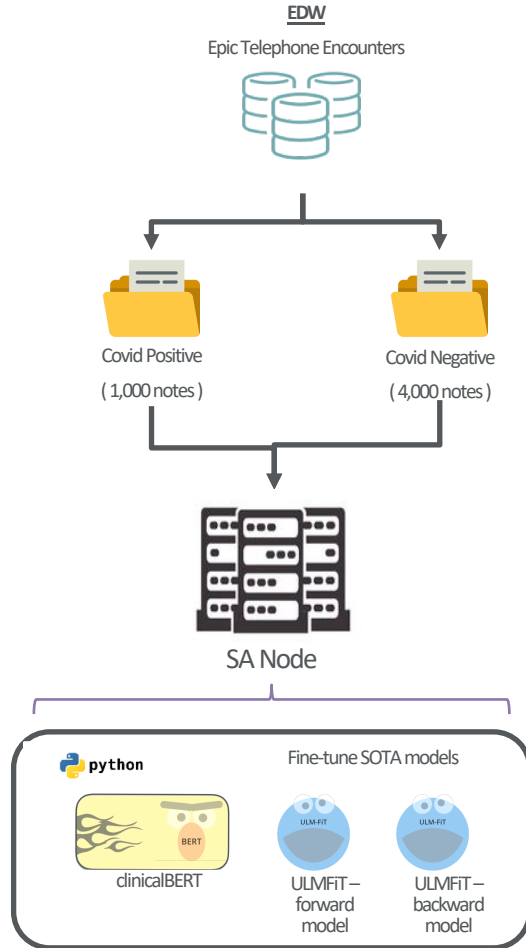 EDW
Epic Telephone Encounters
Covid Positive
( 1,000 notes )
Covid Negative
( 4,000 notes )
SA Node
python
Fine-tune SOTA models
BERT
clinicalBERT
ULM-FiT
ULMFiT –
forward
model
ULM-FiT
ULMFiT –
backward
model